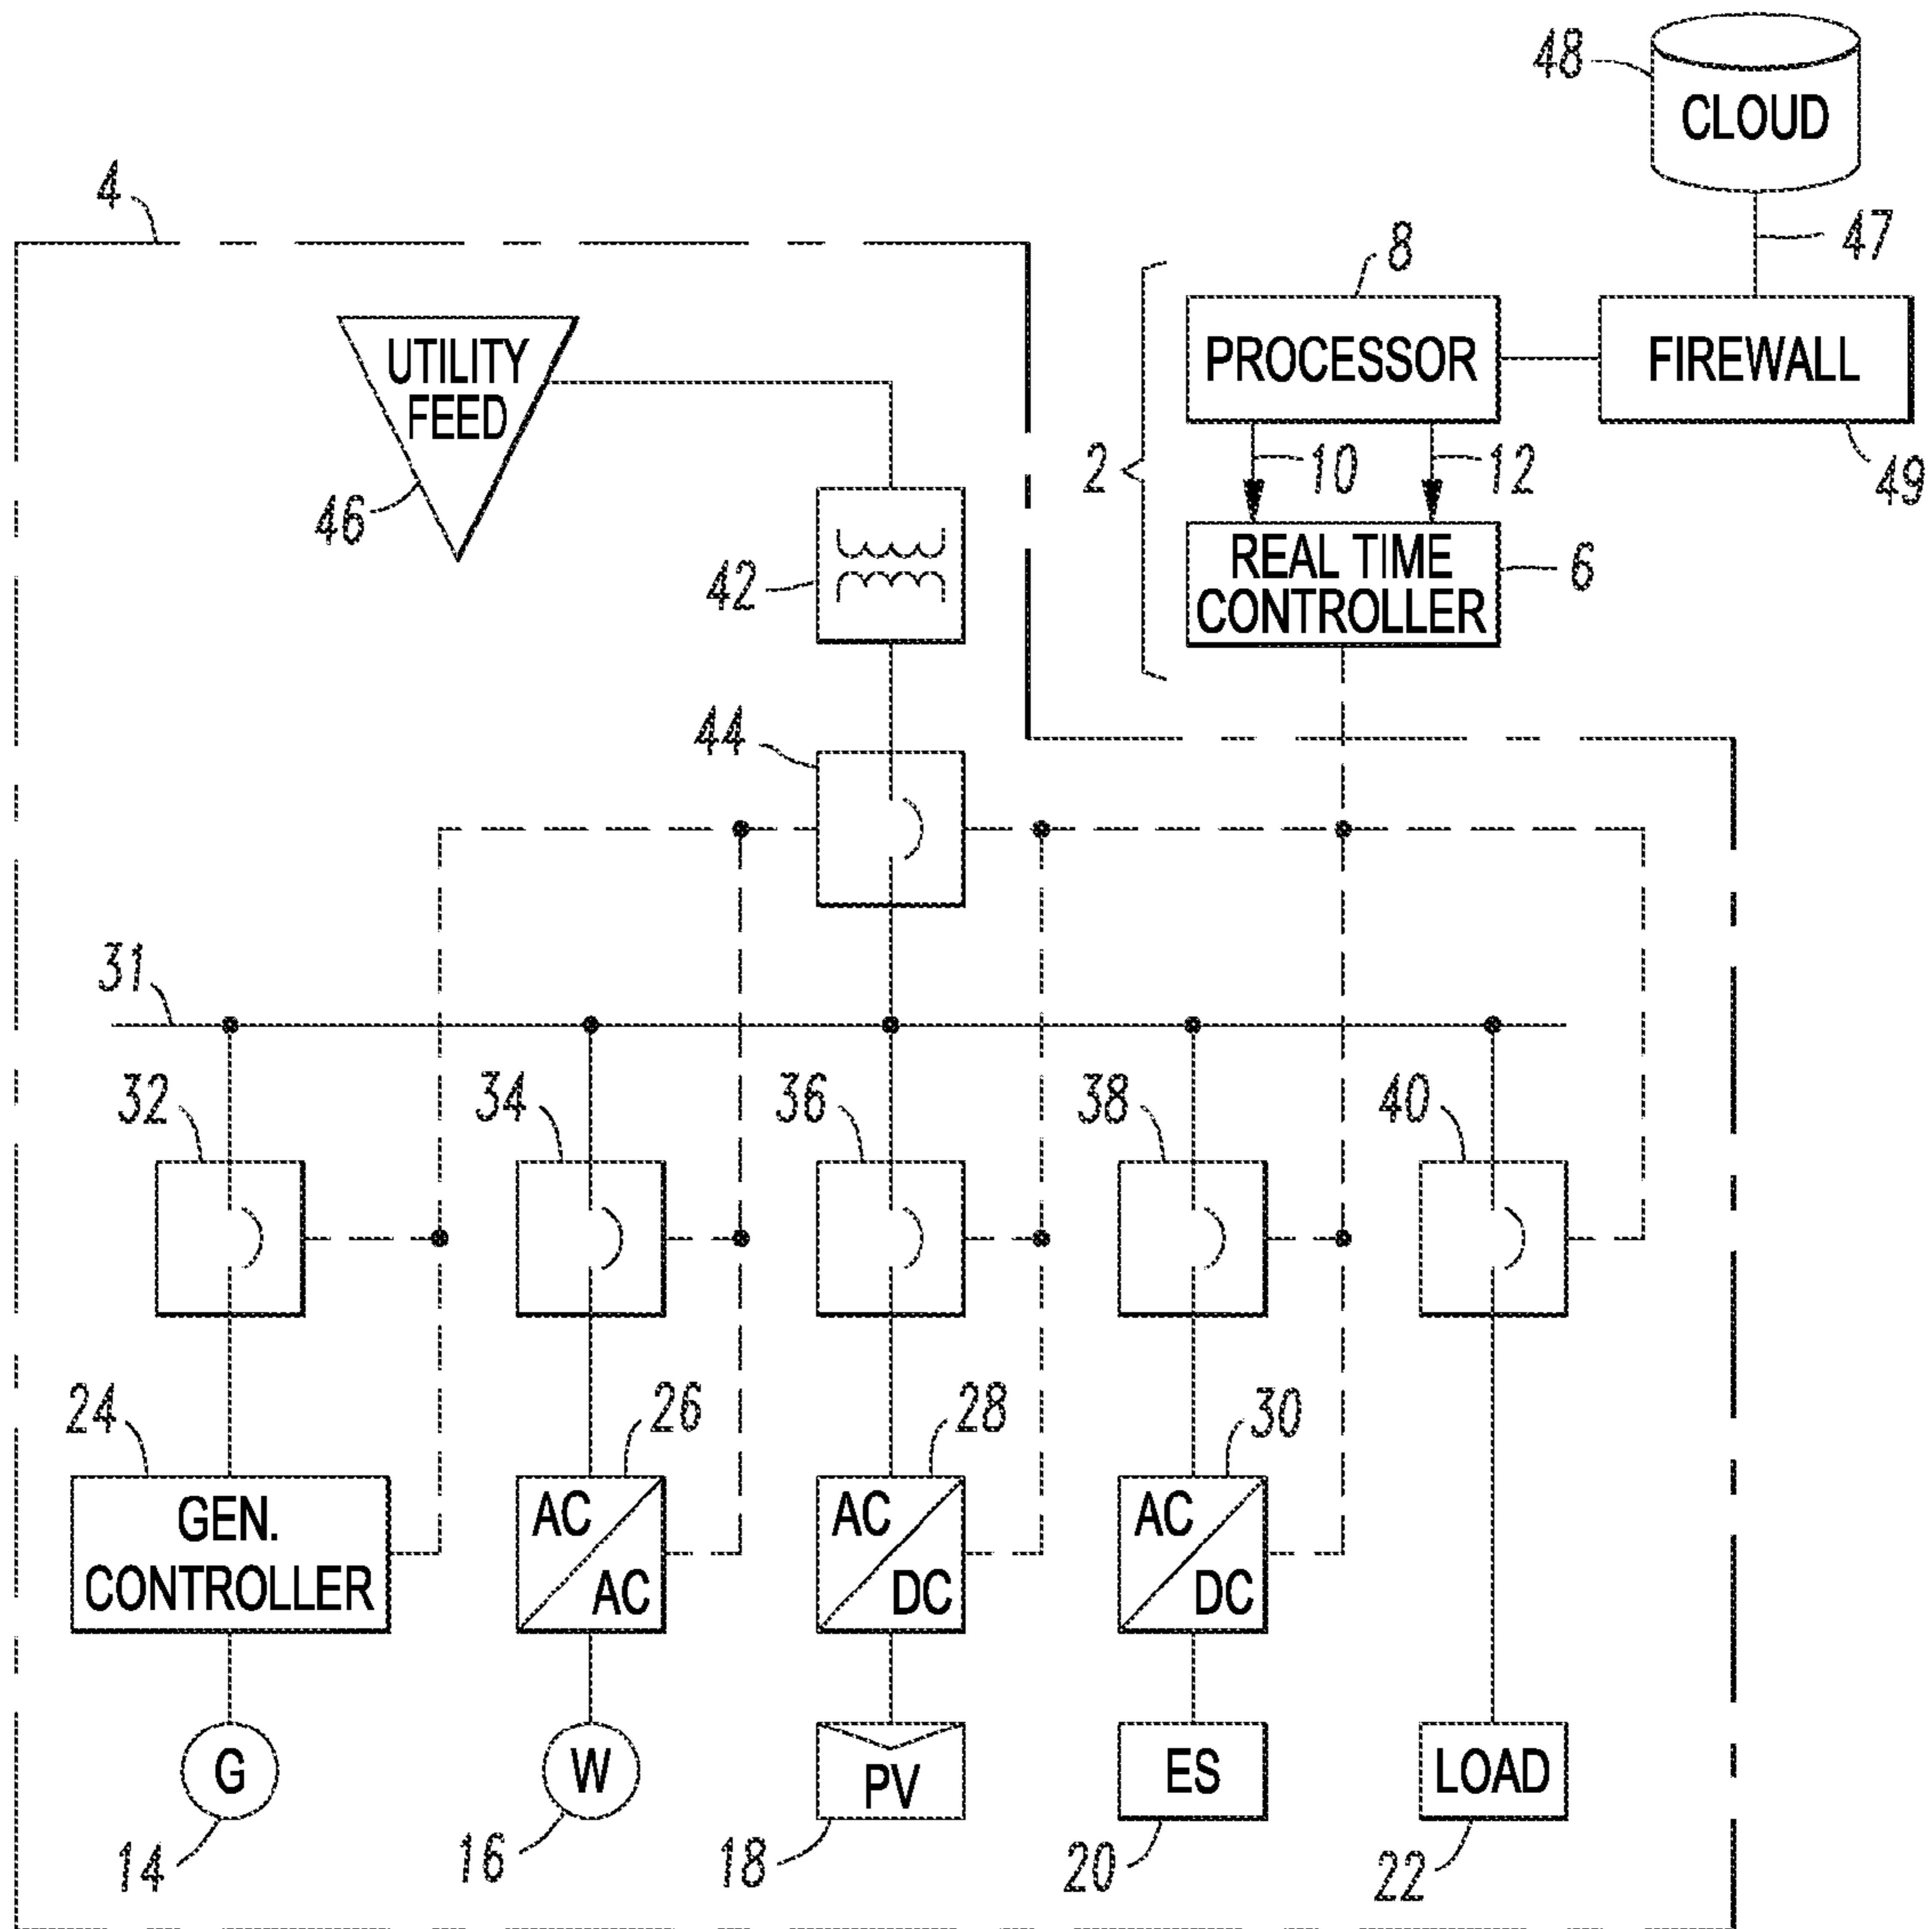 48
CLOUD
4
47
8
UTILITY
FEED
PROCESSOR
FIREWALL
46
2
10
12
49
42
REAL TIME
CONTROLLER
6
44
31
32
34
36
38
40
24
26
28
30
GEN.
CONTROLLER
AC
AC
AC
DC
AC
DC
G
W
PV
ES
LOAD
14
16
18
20
22